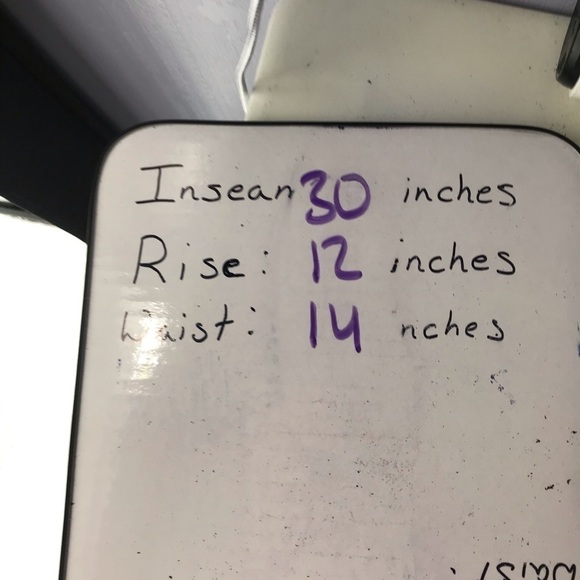 Insean 30 inches
Rise: 12 inches
Waist: 14 nches